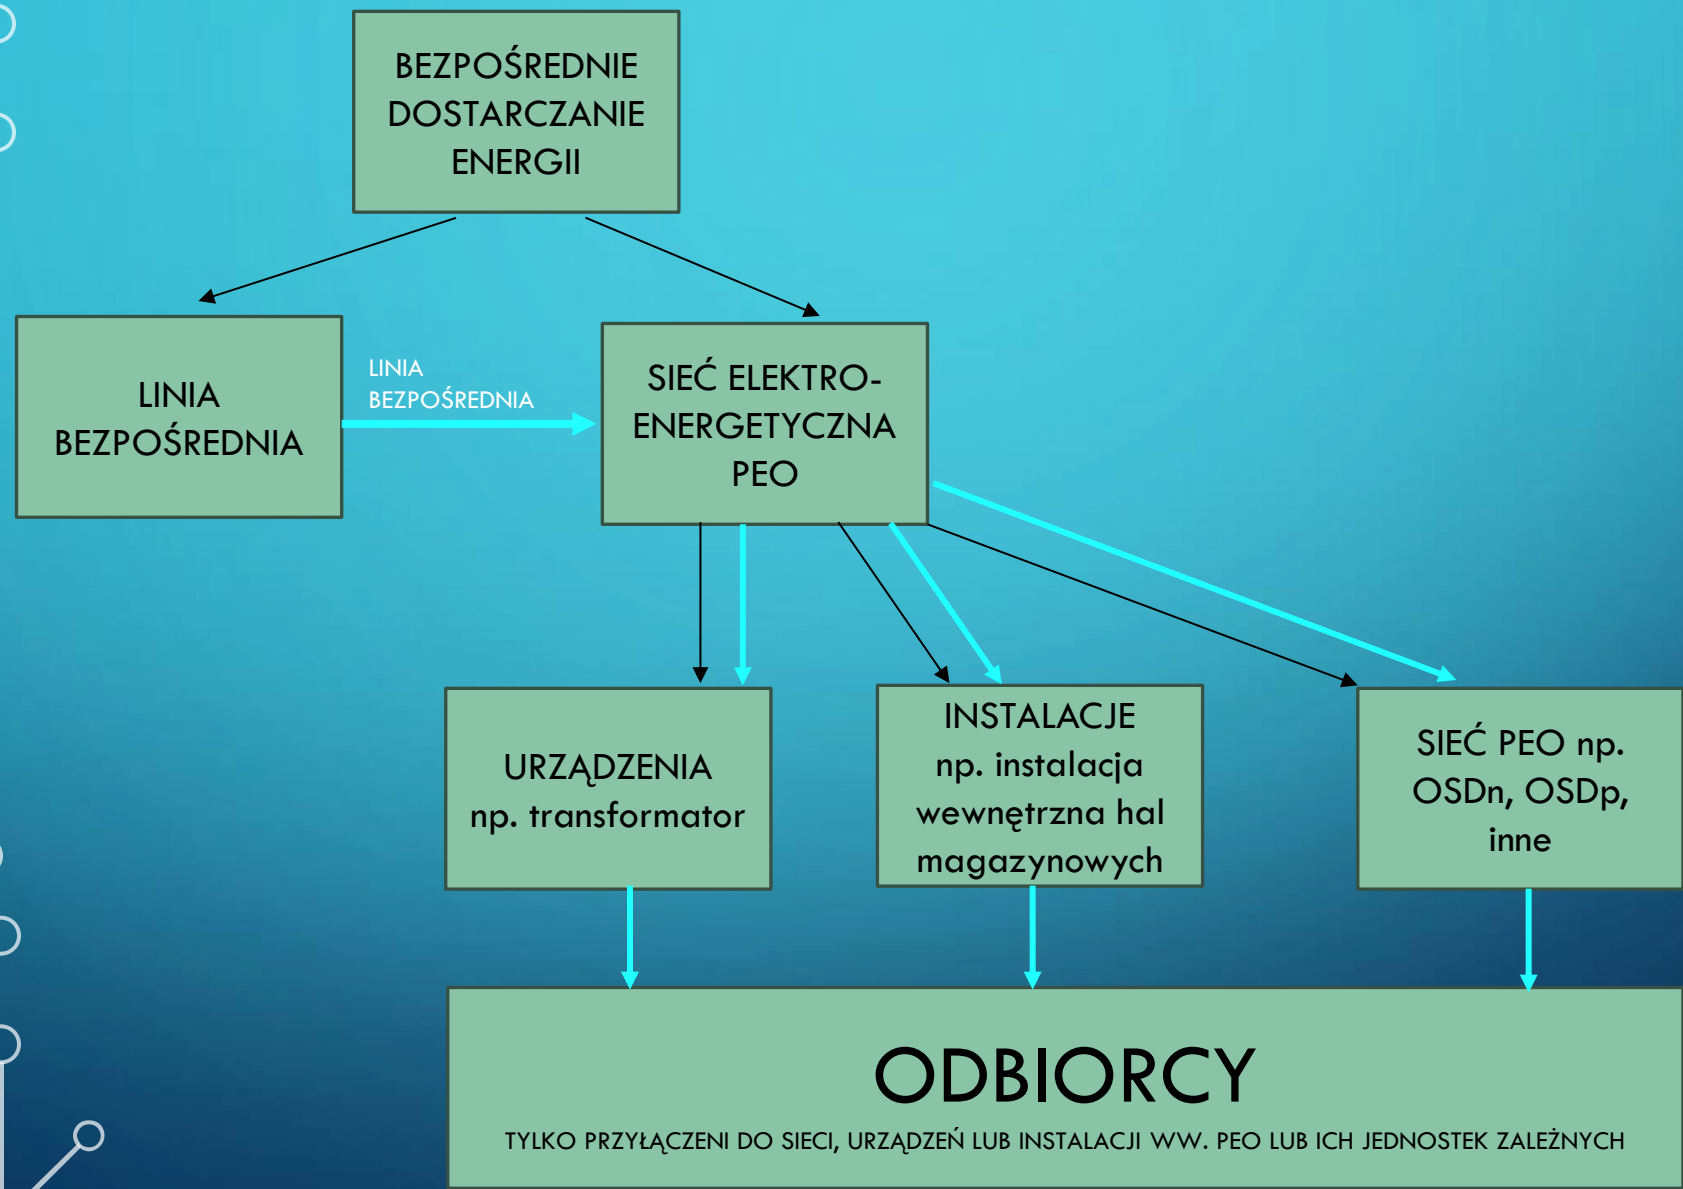 BEZPOŚREDNIE
DOSTARCZANIE
ENERGII
LINIA
BEZPOŚREDNIA
LINIA
BEZPOŚREDNIA
SIEĆ ELEKTRO-
ENERGETYCZNA
PEO
URZĄDZENIA
np. transformator
INSTALACJE
np. instalacja
wewnętrzna hal
magazynowych
SIEĆ PEO np.
OSDn, OSDp,
inne
ODBIORCY
TYLKO PRZYŁĄCZENI DO SIECI, URZĄDZEŃ LUB INSTALACJI WW. PEO LUB ICH JEDNOSTEK ZALEŻNYCH